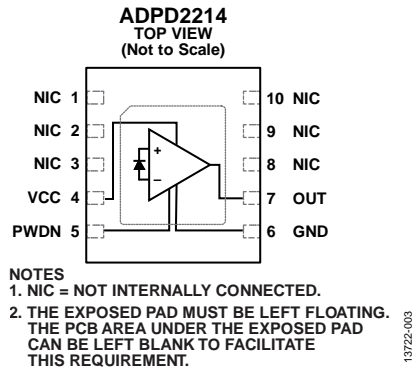 ADPD2214
TOP VIEW
(Not to Scale)
NIC 1
10 NIC
NIC 2
9 NIC
NIC 3
8 NIC
VCC 4
7 OUT
PWDN 5
6 GND
+
–
NOTES
1. NIC = NOT INTERNALLY CONNECTED.
2. THE EXPOSED PAD MUST BE LEFT FLOATING.
THE PCB AREA UNDER THE EXPOSED PAD
CAN BE LEFT BLANK TO FACILITATE
THIS REQUIREMENT.
13722-003